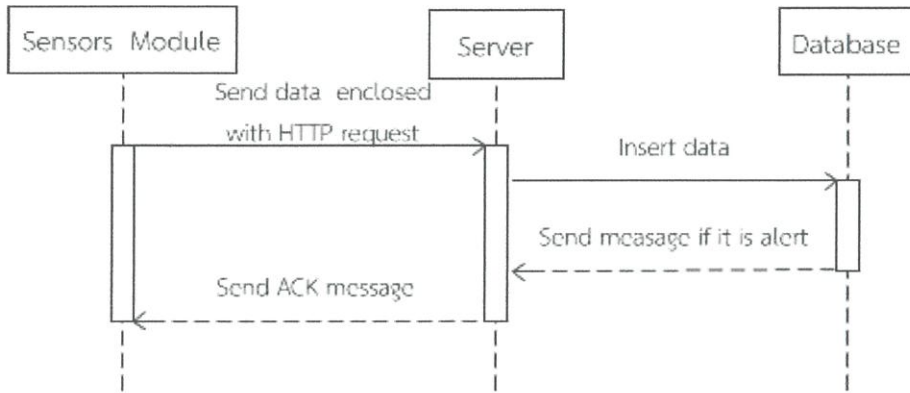 Sensors Module
Server
Database
Send data enclosed
with HTTP request
Insert data
Send meassage if it is alert
Send ACK message